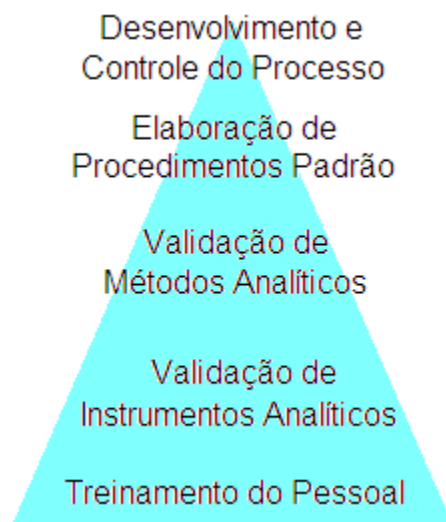 Desenvolvimento e
Controle do Processo
Elaboração de
Procedimentos Padrão
Validação de
Métodos Analíticos
Validação de
Instrumentos Analíticos
Treinamento do Pessoal